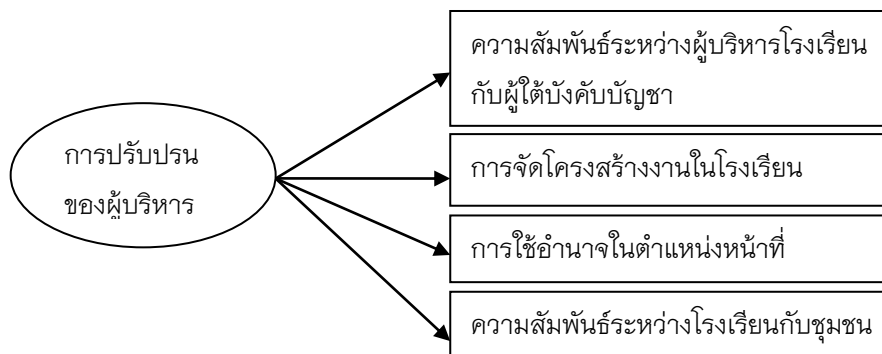 การปรับปรน
ของผู้บริหาร
ความสัมพันธ์ระหว่างผู้บริหารโรงเรียน
กับผู้ใต้บังคับบัญชา
การจัดโครงสร้างงานในโรงเรียน
การใช้อำนาจในตำแหน่งหน้าที่
ความสัมพันธ์ระหว่างโรงเรียนกับชุมชน